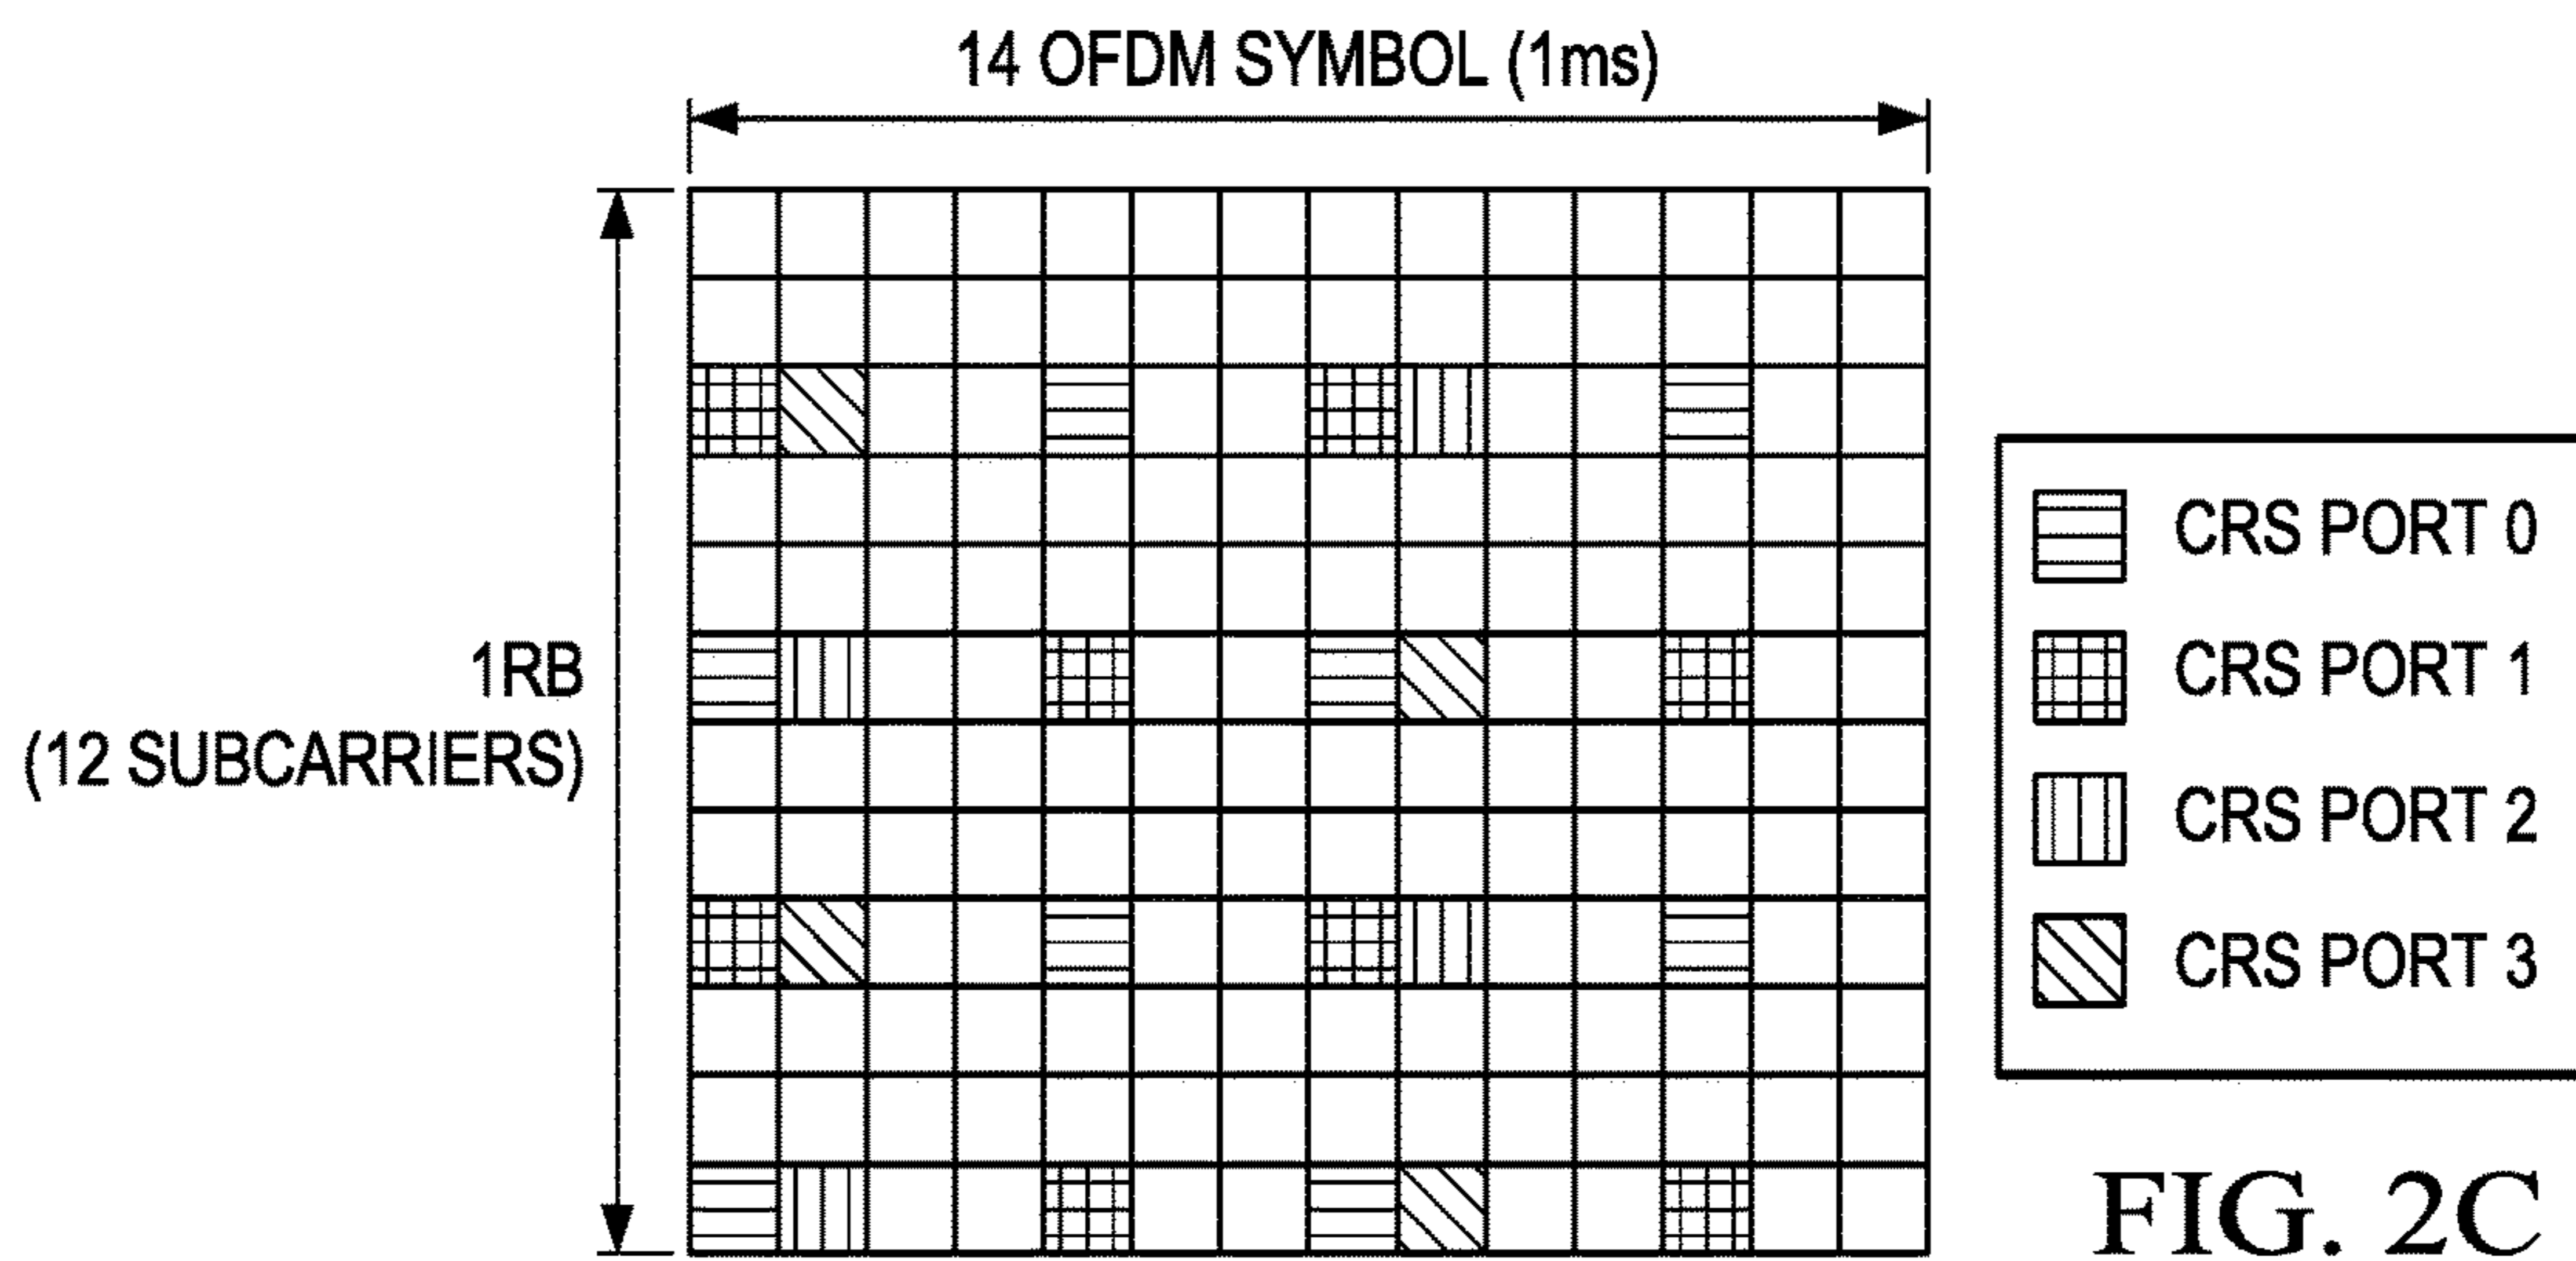 14 OFDM SYMBOL (1ms)
1RB
(12 SUBCARRIERS)
CRS PORT 0
CRS PORT 1
CRS PORT 2
CRS PORT 3
FIG. 2C